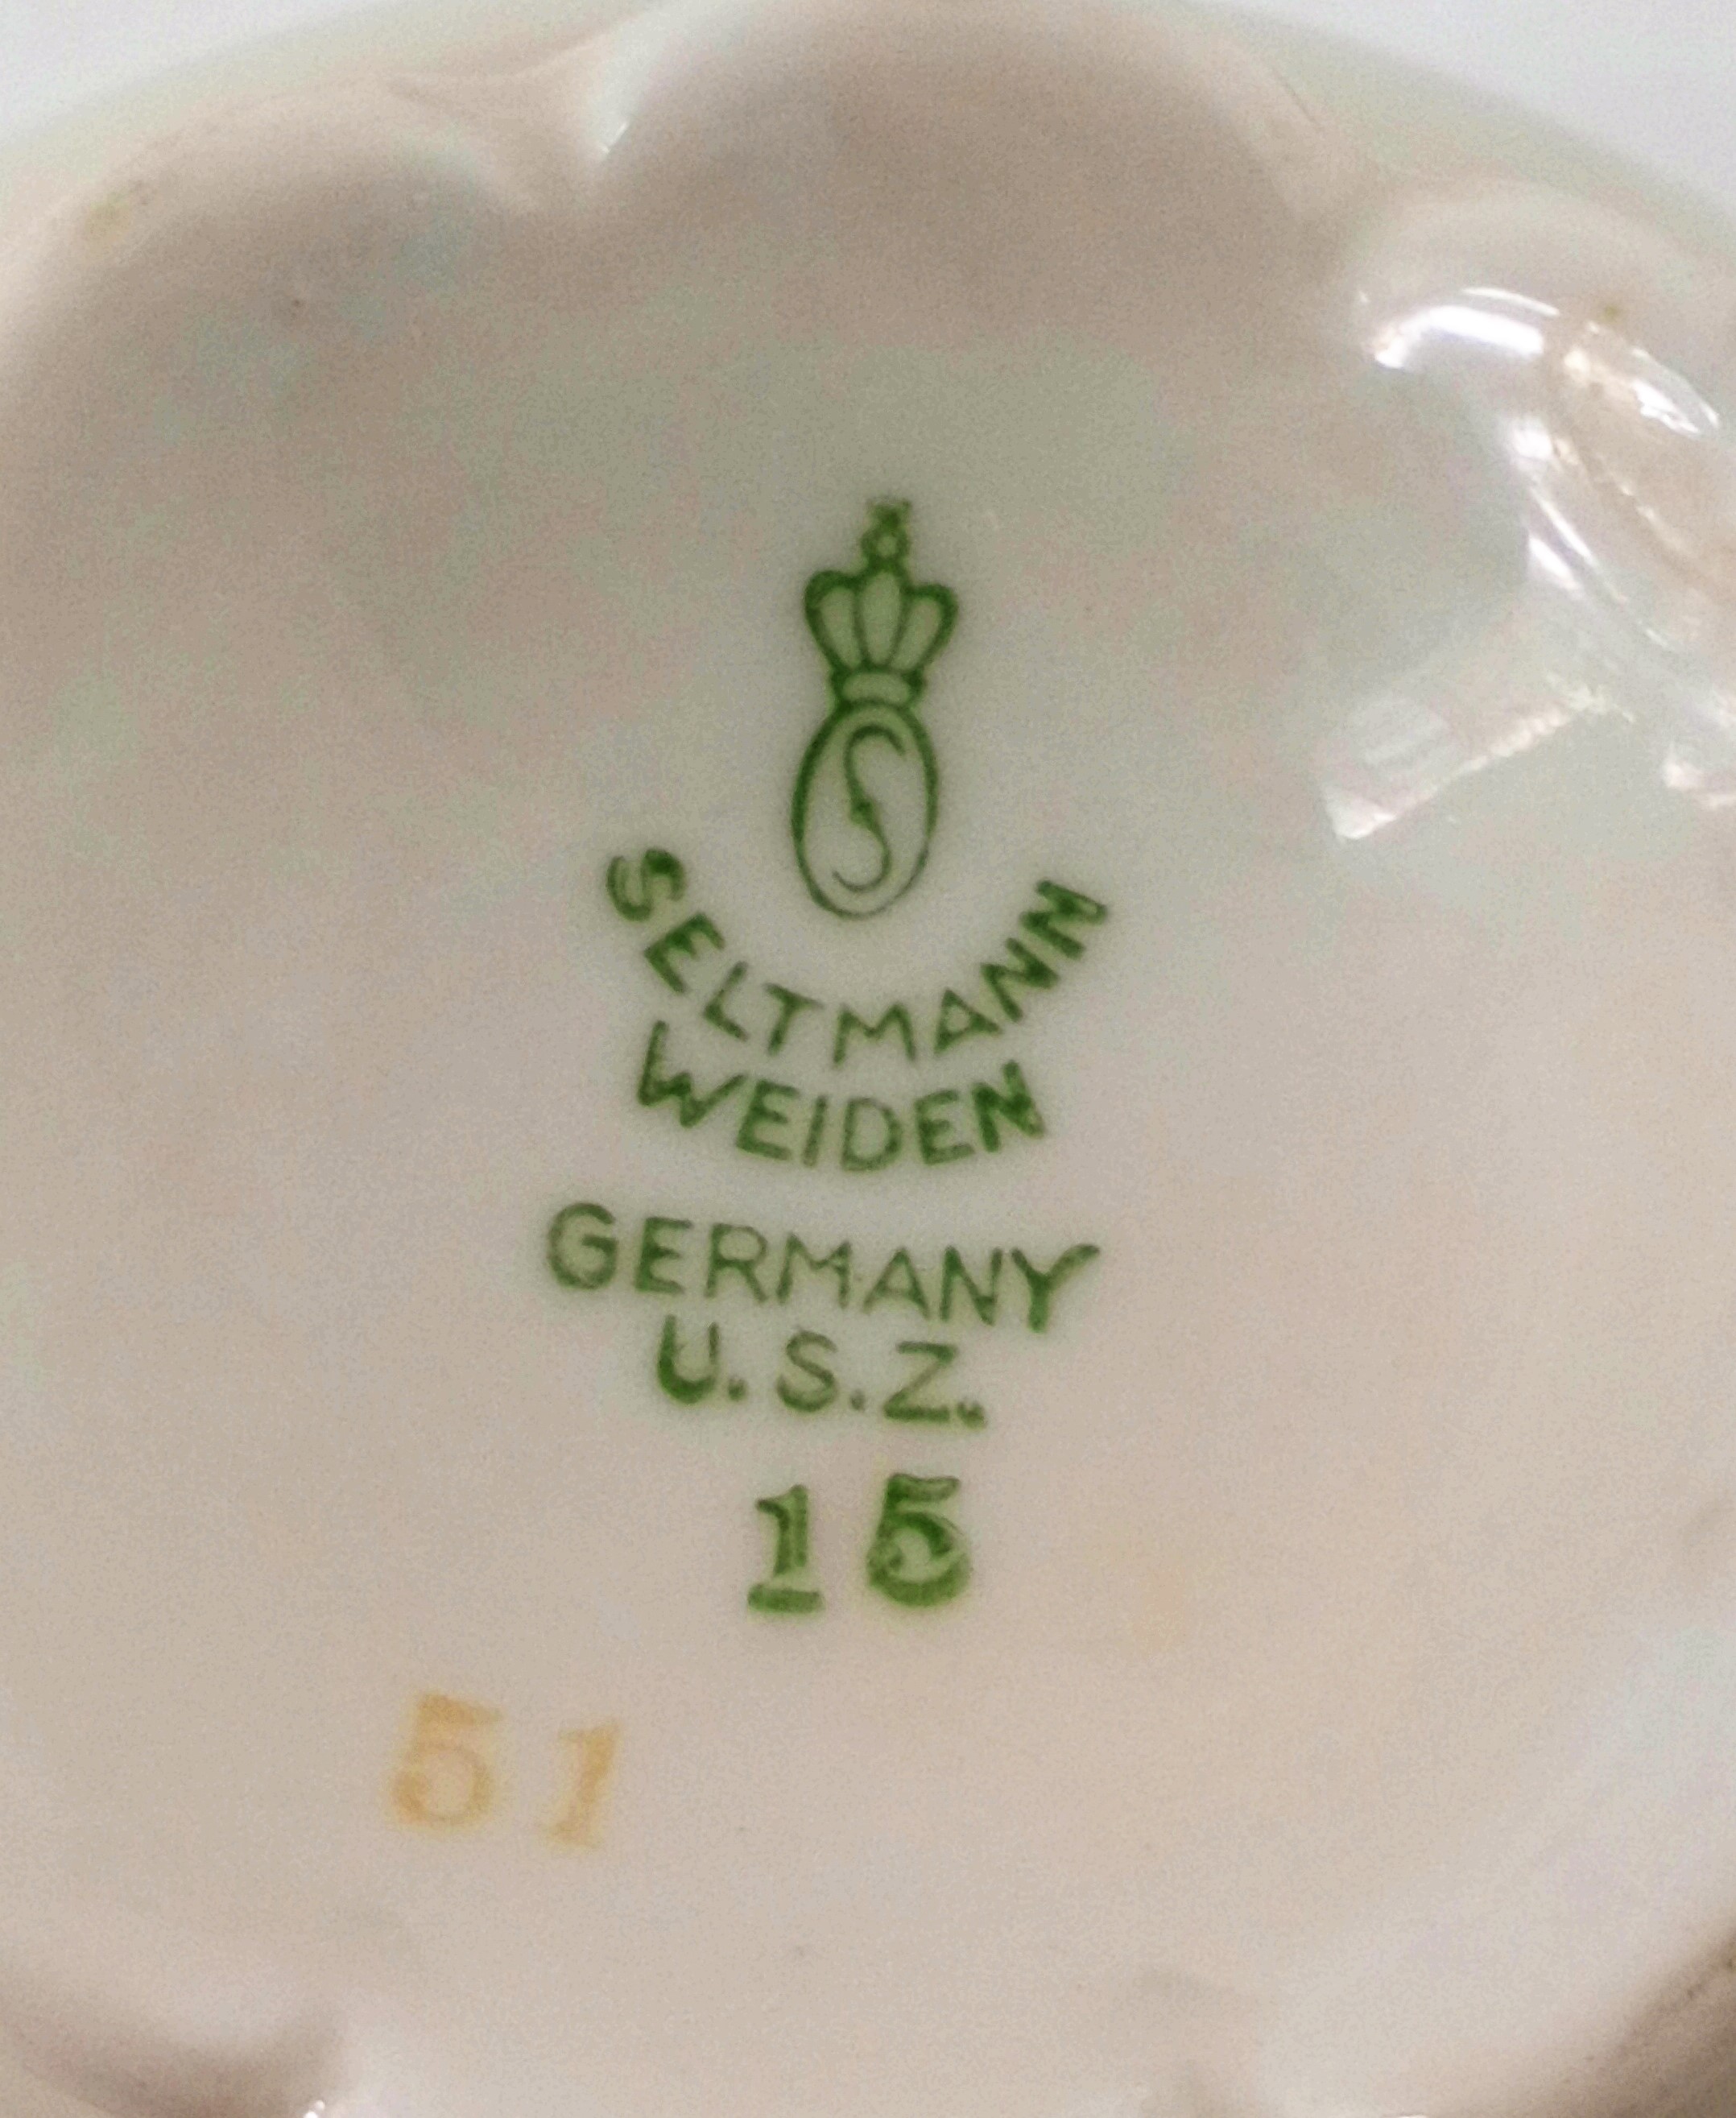 S
SELTMANN
WEIDEN
GERMANY
U.S.Z.
15
51